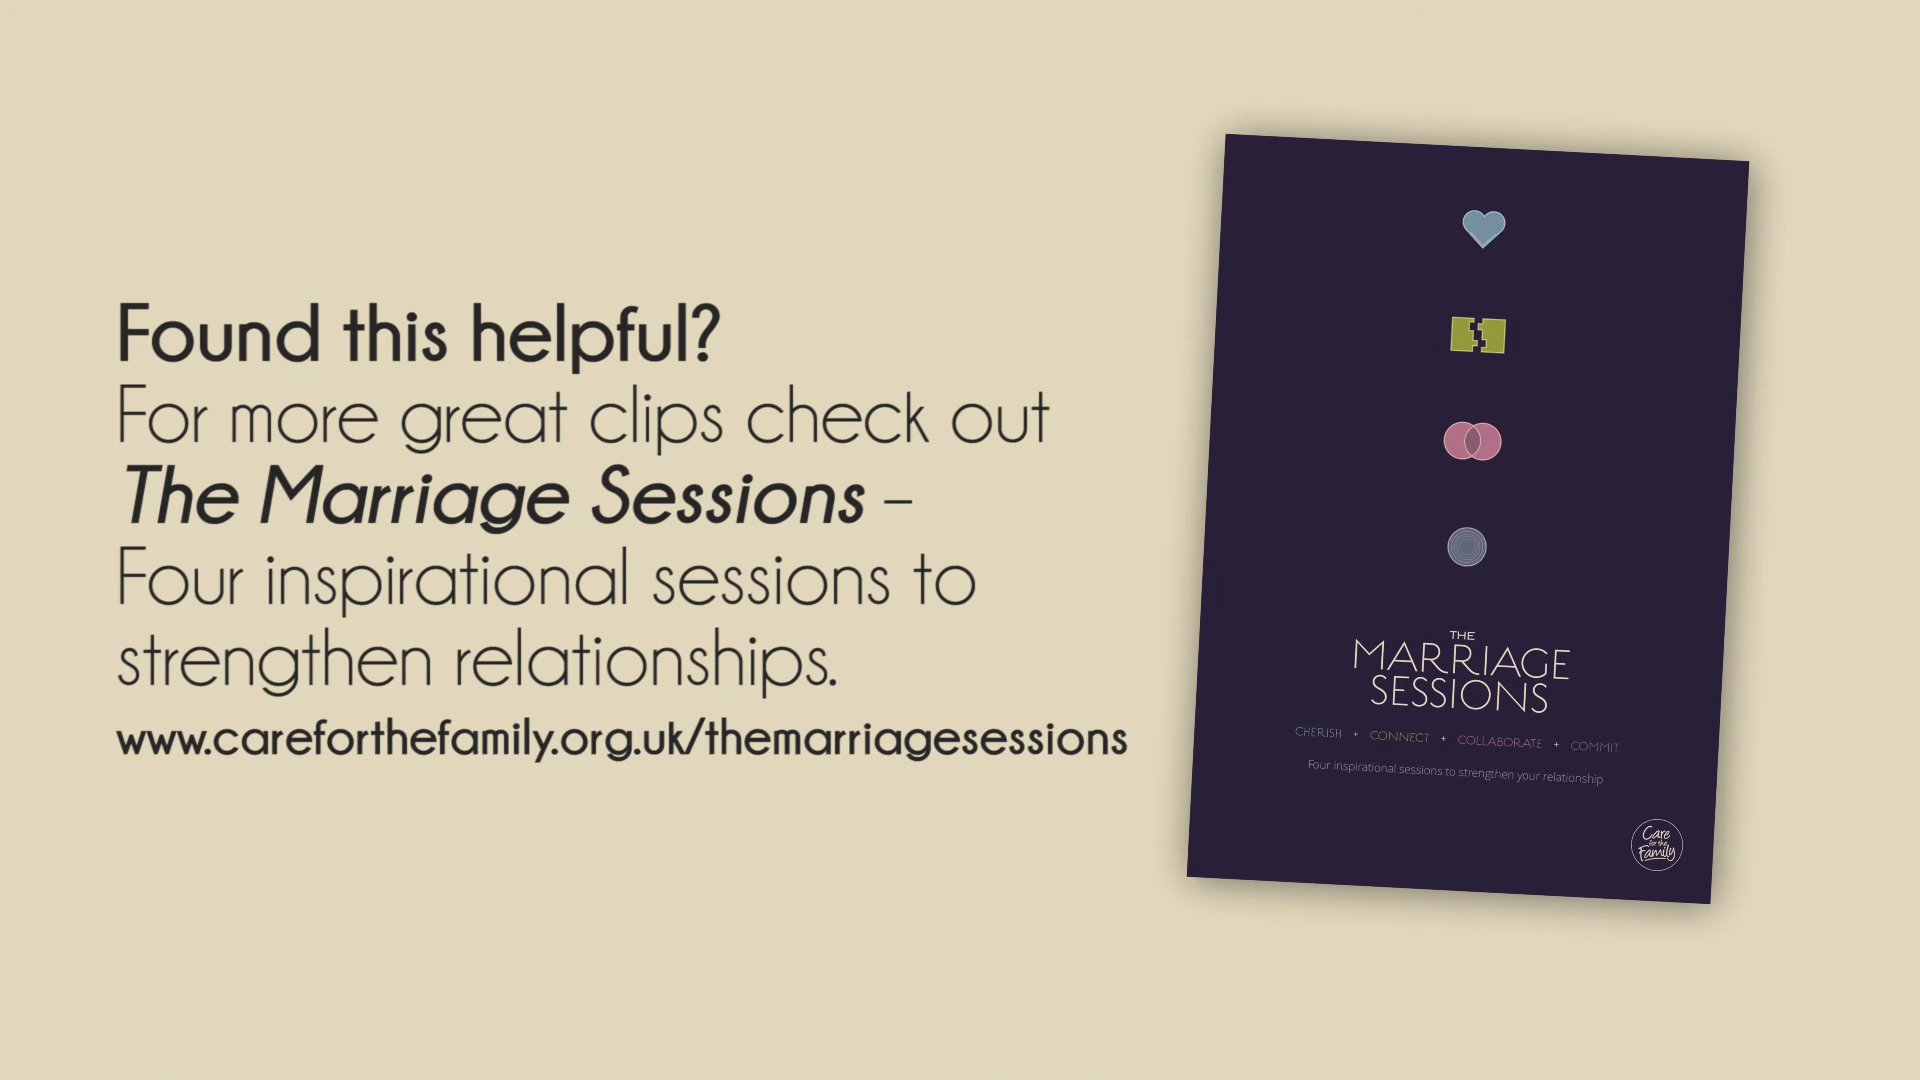 Found this helpful?
For more great clips check out
The Marriage Sessions –
Four inspirational sessions to
strengthen relationships.
www.careforthefamily.org.uk/themarriagesessions
THE
MARRIAGE
SESSIONS
CHERISH + CONNECT + COLLABORATE + COMMIT
Four inspirational sessions to strengthen your relationship
Care
for the
Family